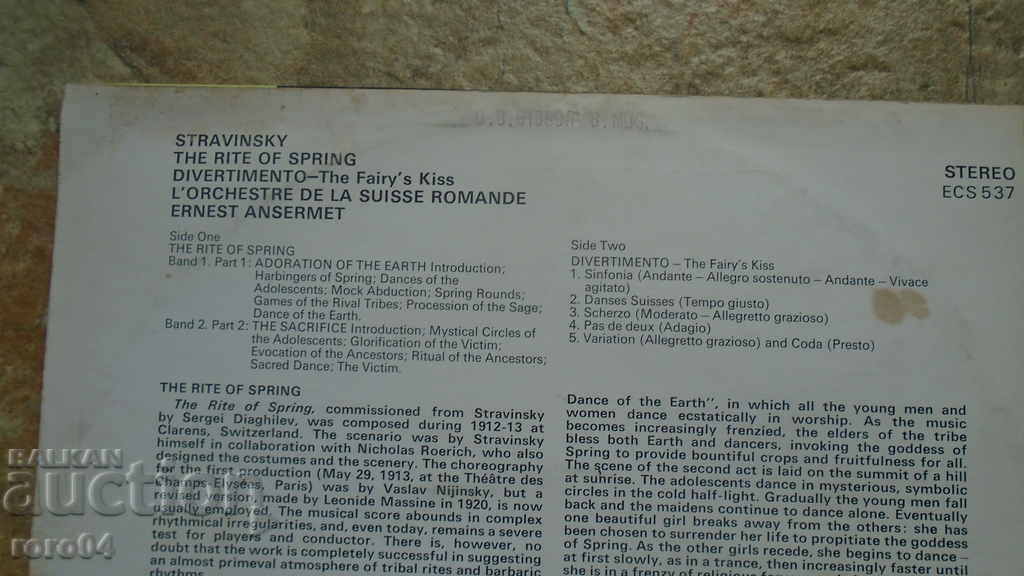 STRAVINSKY
THE RITE OF SPRING
DIVERTIMENTO–The Fairy's Kiss
L'ORCHESTRE DE LA SUISSE ROMANDE
ERNEST ANSERMET
STEREO
ECS 537
Side One
THE RITE OF SPRING
Band 1. Part 1: ADORATION OF THE EARTH Introduction;
Harbingers of Spring; Dances of the
Adolescents; Mock Abduction; Spring Rounds;
Games of the Rival Tribes; Procession of the Sage;
Dance of the Earth.
Band 2. Part 2: THE SACRIFICE Introduction; Mystical Circles of
the Adolescents; Glorification of the Victim;
Evocation of the Ancestors; Ritual of the Ancestors;
Sacred Dance; The Victim.
Side Two
DIVERTIMENTO – The Fairy's Kiss
1. Sinfonia (Andante – Allegro sostenuto – Andante – Vivace
agitato)
2. Danses Suisses (Tempo giusto)
3. Scherzo (Moderato – Allegretto grazioso)
4. Pas de deux (Adagio)
5. Variation (Allegretto grazioso) and Coda (Presto)
THE RITE OF SPRING
The Rite of Spring, commissioned from Stravinsky
by Sergei Diaghilev, was composed during 1912-13 at
Clarens, Switzerland. The scenario was by Stravinsky
himself in collaboration with Nicholas Roerich, who also
designed the costumes and the scenery. The choreography
for the first production (May 29, 1913, at the Théâtre des
Champs Elysées, Paris) was by Vaslav Nijinsky, but a
revised version, made by Leonide Massine in 1920, is now
usually employed. The musical score abounds in complex
rhythmical irregularities, and, even today, remains a severe
test for players and conductor. There is, however, no
doubt that the work is completely successful in suggesting
an almost primeval atmosphere of tribal rites and barbaric
rhythms.
Dance of the Earth", in which all the young men and
women dance ecstatically in worship. As the music
becomes increasingly frenzied, the elders of the tribe
bless both Earth and dancers, invoking the goddess of
Spring to provide bountiful crops and fruitfulness for all.
The scene of the second act is laid on the summit of a hill
at sunrise. The adolescents dance in mysterious, symbolic
circles in the cold half-light. Gradually the young men fall
back and the maidens continue to dance alone. Eventually
one beautiful girl breaks away from the others: she has
been chosen to surrender her life to propitiate the goddess
of Spring. As the other girls recede, she begins to dance –
at first slowly, as in a trance, then increasingly faster until
she is in a frenzy of religious
BALKAN
auction
roro04